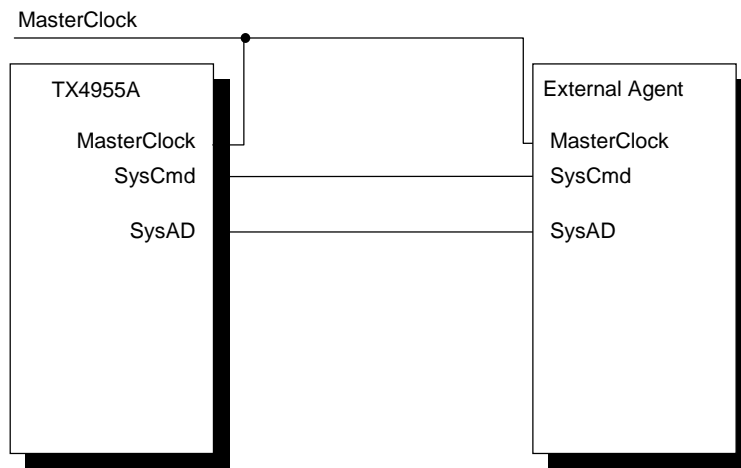 MasterClock
TX4955A
MasterClock
SysCmd
SysAD
External Agent
MasterClock
SysCmd
SysAD